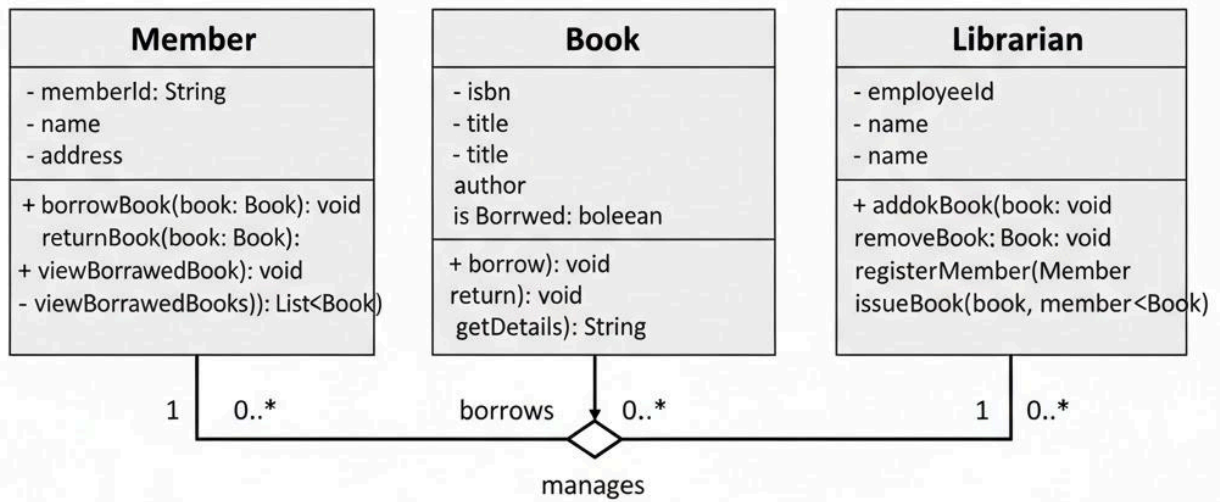 Member
- memberId: String
- name
- address
+ borrowBook(book: Book): void
returnBook(book: Book):
+ viewBorrawedBook): void
- viewBorrawedBooks)): List<Book)
Book
- isbn
- title
- title
author
is Borrwed: boleean
+ borrow): void
return): void
getDetails): String
Librarian
- employeeId
- name
- name
+ addokBook(book: void
removeBook: Book: void
registerMember(Member
issueBook(book, member<Book)
1 0..* borrows 0..* 1 0..*
manages